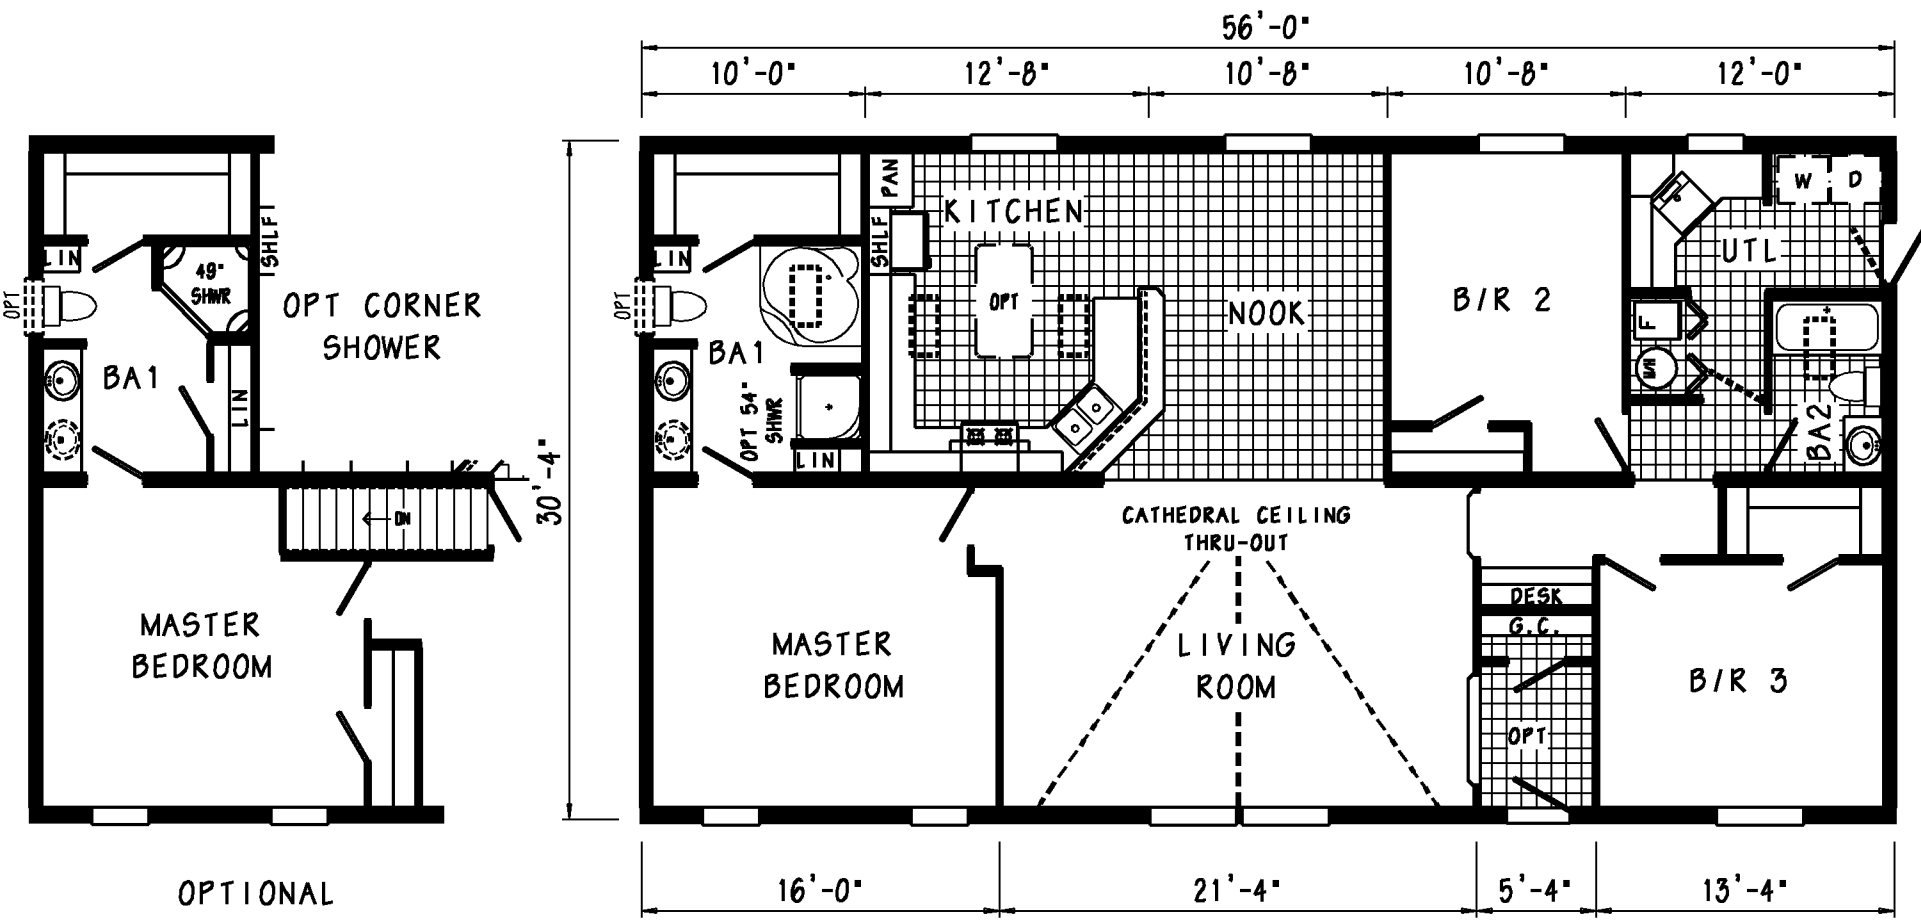 56'-0"
10'-0"
12'-8"
10'-8"
10'-8"
12'-0"
SHLF
LIN
49"
SHWR
OPT
OPT CORNER
SHOWER
BA1
LIN
DN
MASTER
BEDROOM
OPTIONAL
30'-4"
PAN
KITCHEN
SHLF
LIN
OPT
OPT
NOOK
BA1
OPT 54"
SHWR
LIN
B/R 2
W
D
UTL
F
W/H
BA2
CATHEDRAL CEILING
THRU-OUT
MASTER
BEDROOM
LIVING
ROOM
DESK
G.C.
OPT
B/R 3
16'-0"
21'-4"
5'-4"
13'-4"